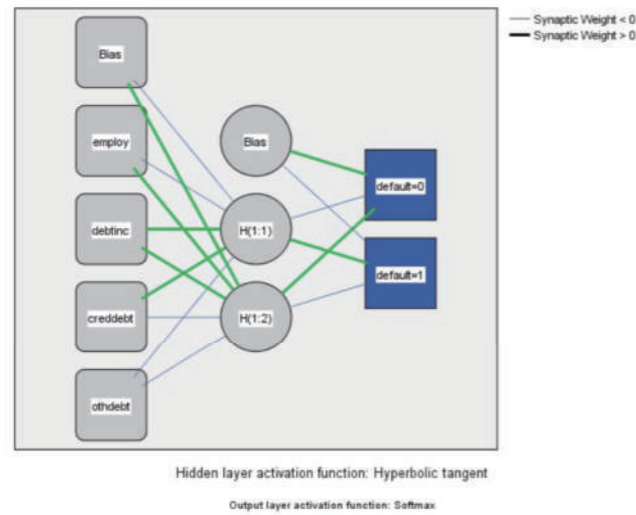 Synaptic Weight < 0
Synaptic Weight > 0
Bias
employ
debtinc
creddebt
othdebt
Bias
H(1:1)
H(1:2)
default=0
default=1
Hidden layer activation function: Hyperbolic tangent
Output layer activation function: Softmax